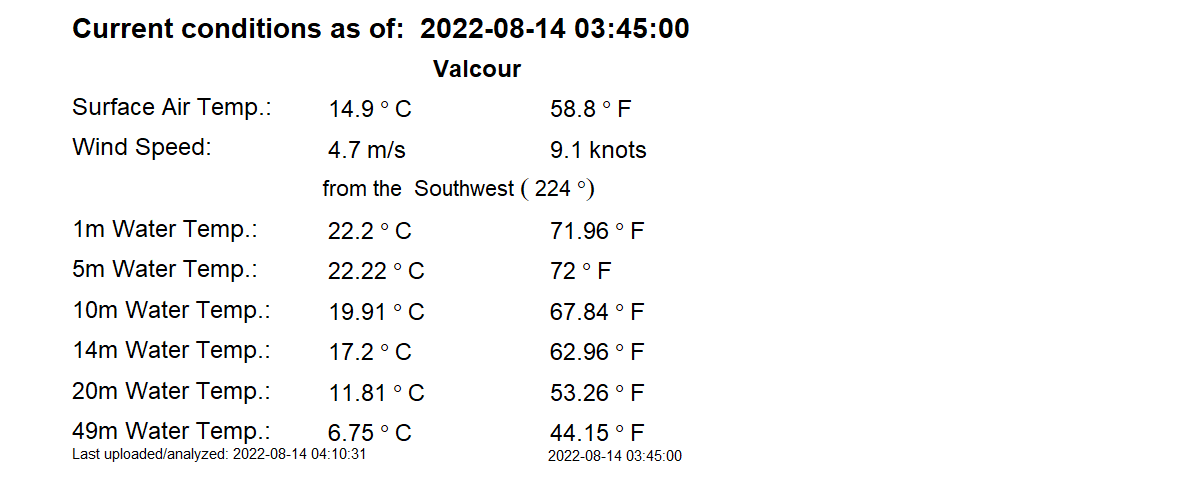 Current conditions as of:  2022-08-14 03:45:00
Valcour
Surface Air Temp.: 14.9 ° C 58.8 ° F
Wind Speed: 4.7 m/s 9.1 knots
from the  Southwest ( 224 °)
1m Water Temp.: 22.2 ° C 71.96 ° F
5m Water Temp.: 22.22 ° C 72 ° F
10m Water Temp.: 19.91 ° C 67.84 ° F
14m Water Temp.: 17.2 ° C 62.96 ° F
20m Water Temp.: 11.81 ° C 53.26 ° F
49m Water Temp.: 6.75 ° C 44.15 ° F
Last uploaded/analyzed: 2022-08-14 04:10:31 2022-08-14 03:45:00